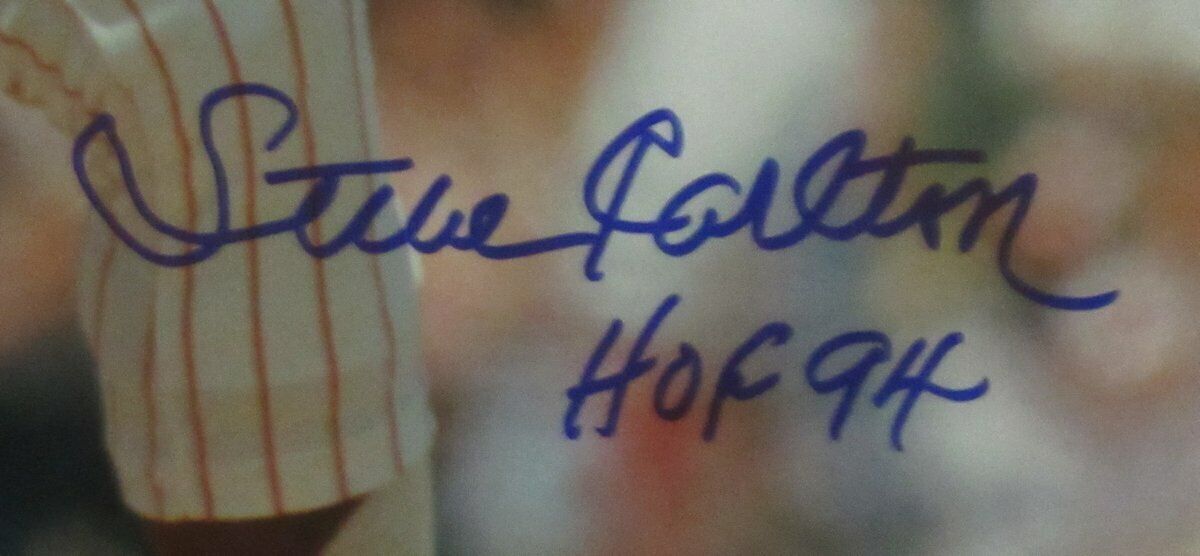 Steve Carlton
HOF 94